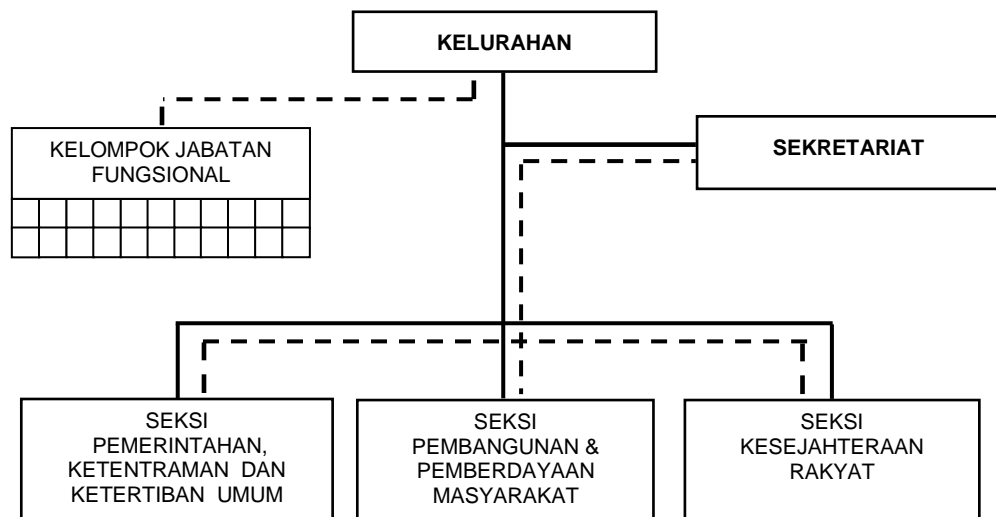 KELURAHAN
KELOMPOK JABATAN
FUNGSIONAL
SEKRETARIAT
SEKSI
PEMERINTAHAN,
KETENTRAMAN DAN
KETERTIBAN UMUM
SEKSI
PEMBANGUNAN &
PEMBERDAYAAN
MASYARAKAT
SEKSI
KESEJAHTERAAN
RAKYAT